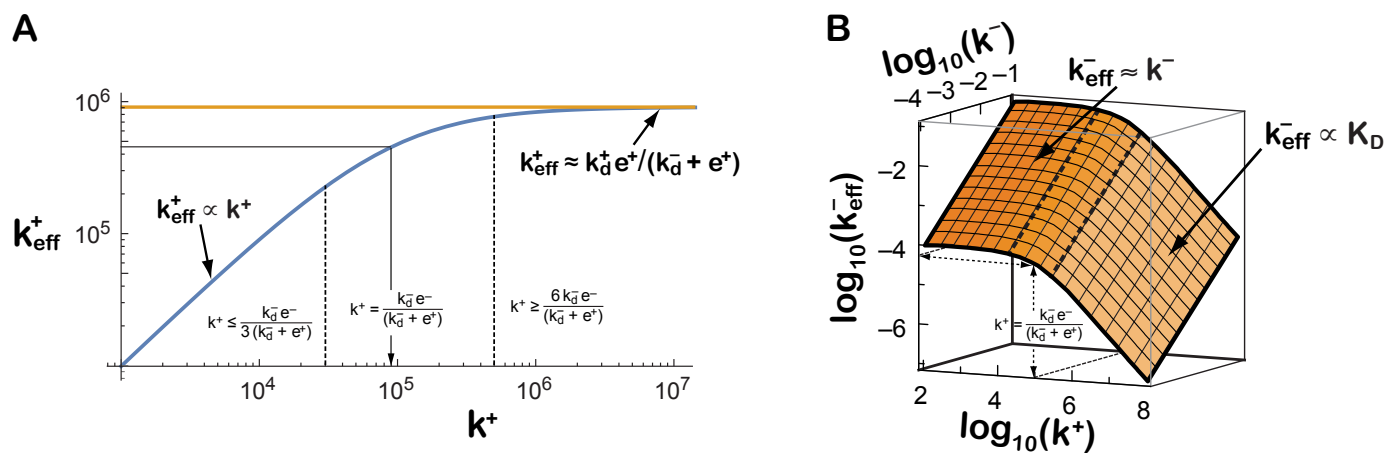 A
10⁶
k⁺eff
10⁵
k⁺eff ∝ k⁺
k⁺eff ≈ k⁺d e⁺/(k⁻d + e⁺)
k⁺ ≤ k⁻d e⁻ / 3 (k⁻d + e⁺)
k⁺ = k⁻d e⁻ / (k⁻d + e⁺)
k⁺ ≥ 6 k⁻d e⁻ / (k⁻d + e⁺)
10⁴ 10⁵ 10⁶ 10⁷
k⁺
B
log₁₀(k⁻)
−4 −3 −2 −1
k⁻eff ≈ k⁻
k⁻eff ∝ K_D
log₁₀(k⁻eff)
−2
−4
−6
k⁺ = k⁻d e⁻ / (k⁻d + e⁺)
2 4 6 8
log₁₀(k⁺)